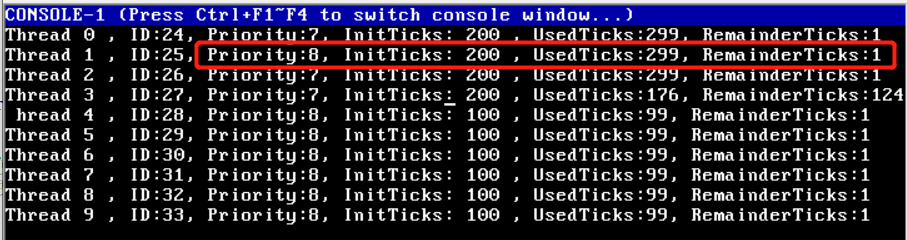 CONSOLE-1 (Press Ctrl+F1~F4 to switch console window...)
Thread 0 , ID:24, Priority:7, InitTicks: 200 , UsedTicks:299, RemainderTicks:1
Thread 1 , ID:25, Priority:8, InitTicks: 200 , UsedTicks:299, RemainderTicks:1
Thread 2 , ID:26, Priority:7, InitTicks: 200 , UsedTicks:299, RemainderTicks:1
Thread 3 , ID:27, Priority:7, InitTicks: 200 , UsedTicks:176, RemainderTicks:124
hread 4 , ID:28, Priority:8, InitTicks: 100 , UsedTicks:99, RemainderTicks:1
Thread 5 , ID:29, Priority:8, InitTicks: 100 , UsedTicks:99, RemainderTicks:1
Thread 6 , ID:30, Priority:8, InitTicks: 100 , UsedTicks:99, RemainderTicks:1
Thread 7 , ID:31, Priority:8, InitTicks: 100 , UsedTicks:99, RemainderTicks:1
Thread 8 , ID:32, Priority:8, InitTicks: 100 , UsedTicks:99, RemainderTicks:1
Thread 9 , ID:33, Priority:8, InitTicks: 100 , UsedTicks:99, RemainderTicks:1